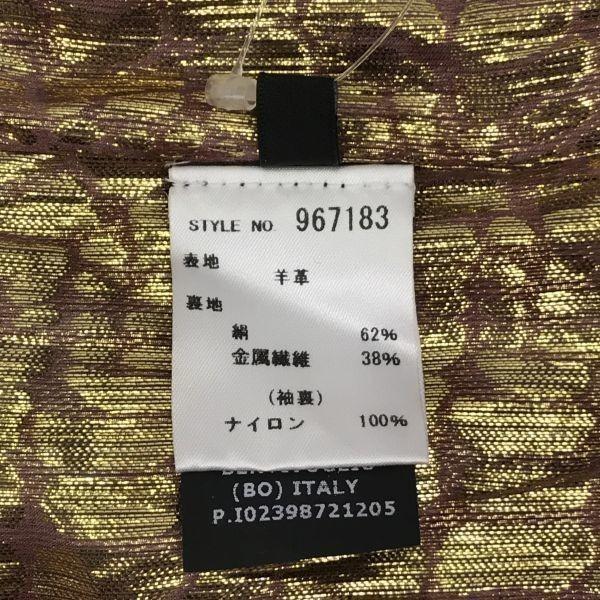 STYLE NO. 967183
表地
羊革
裏地
絹 62%
金属繊維 38%
(袖裏)
ナイロン 100%
(BO) ITALY
P.I02398721205